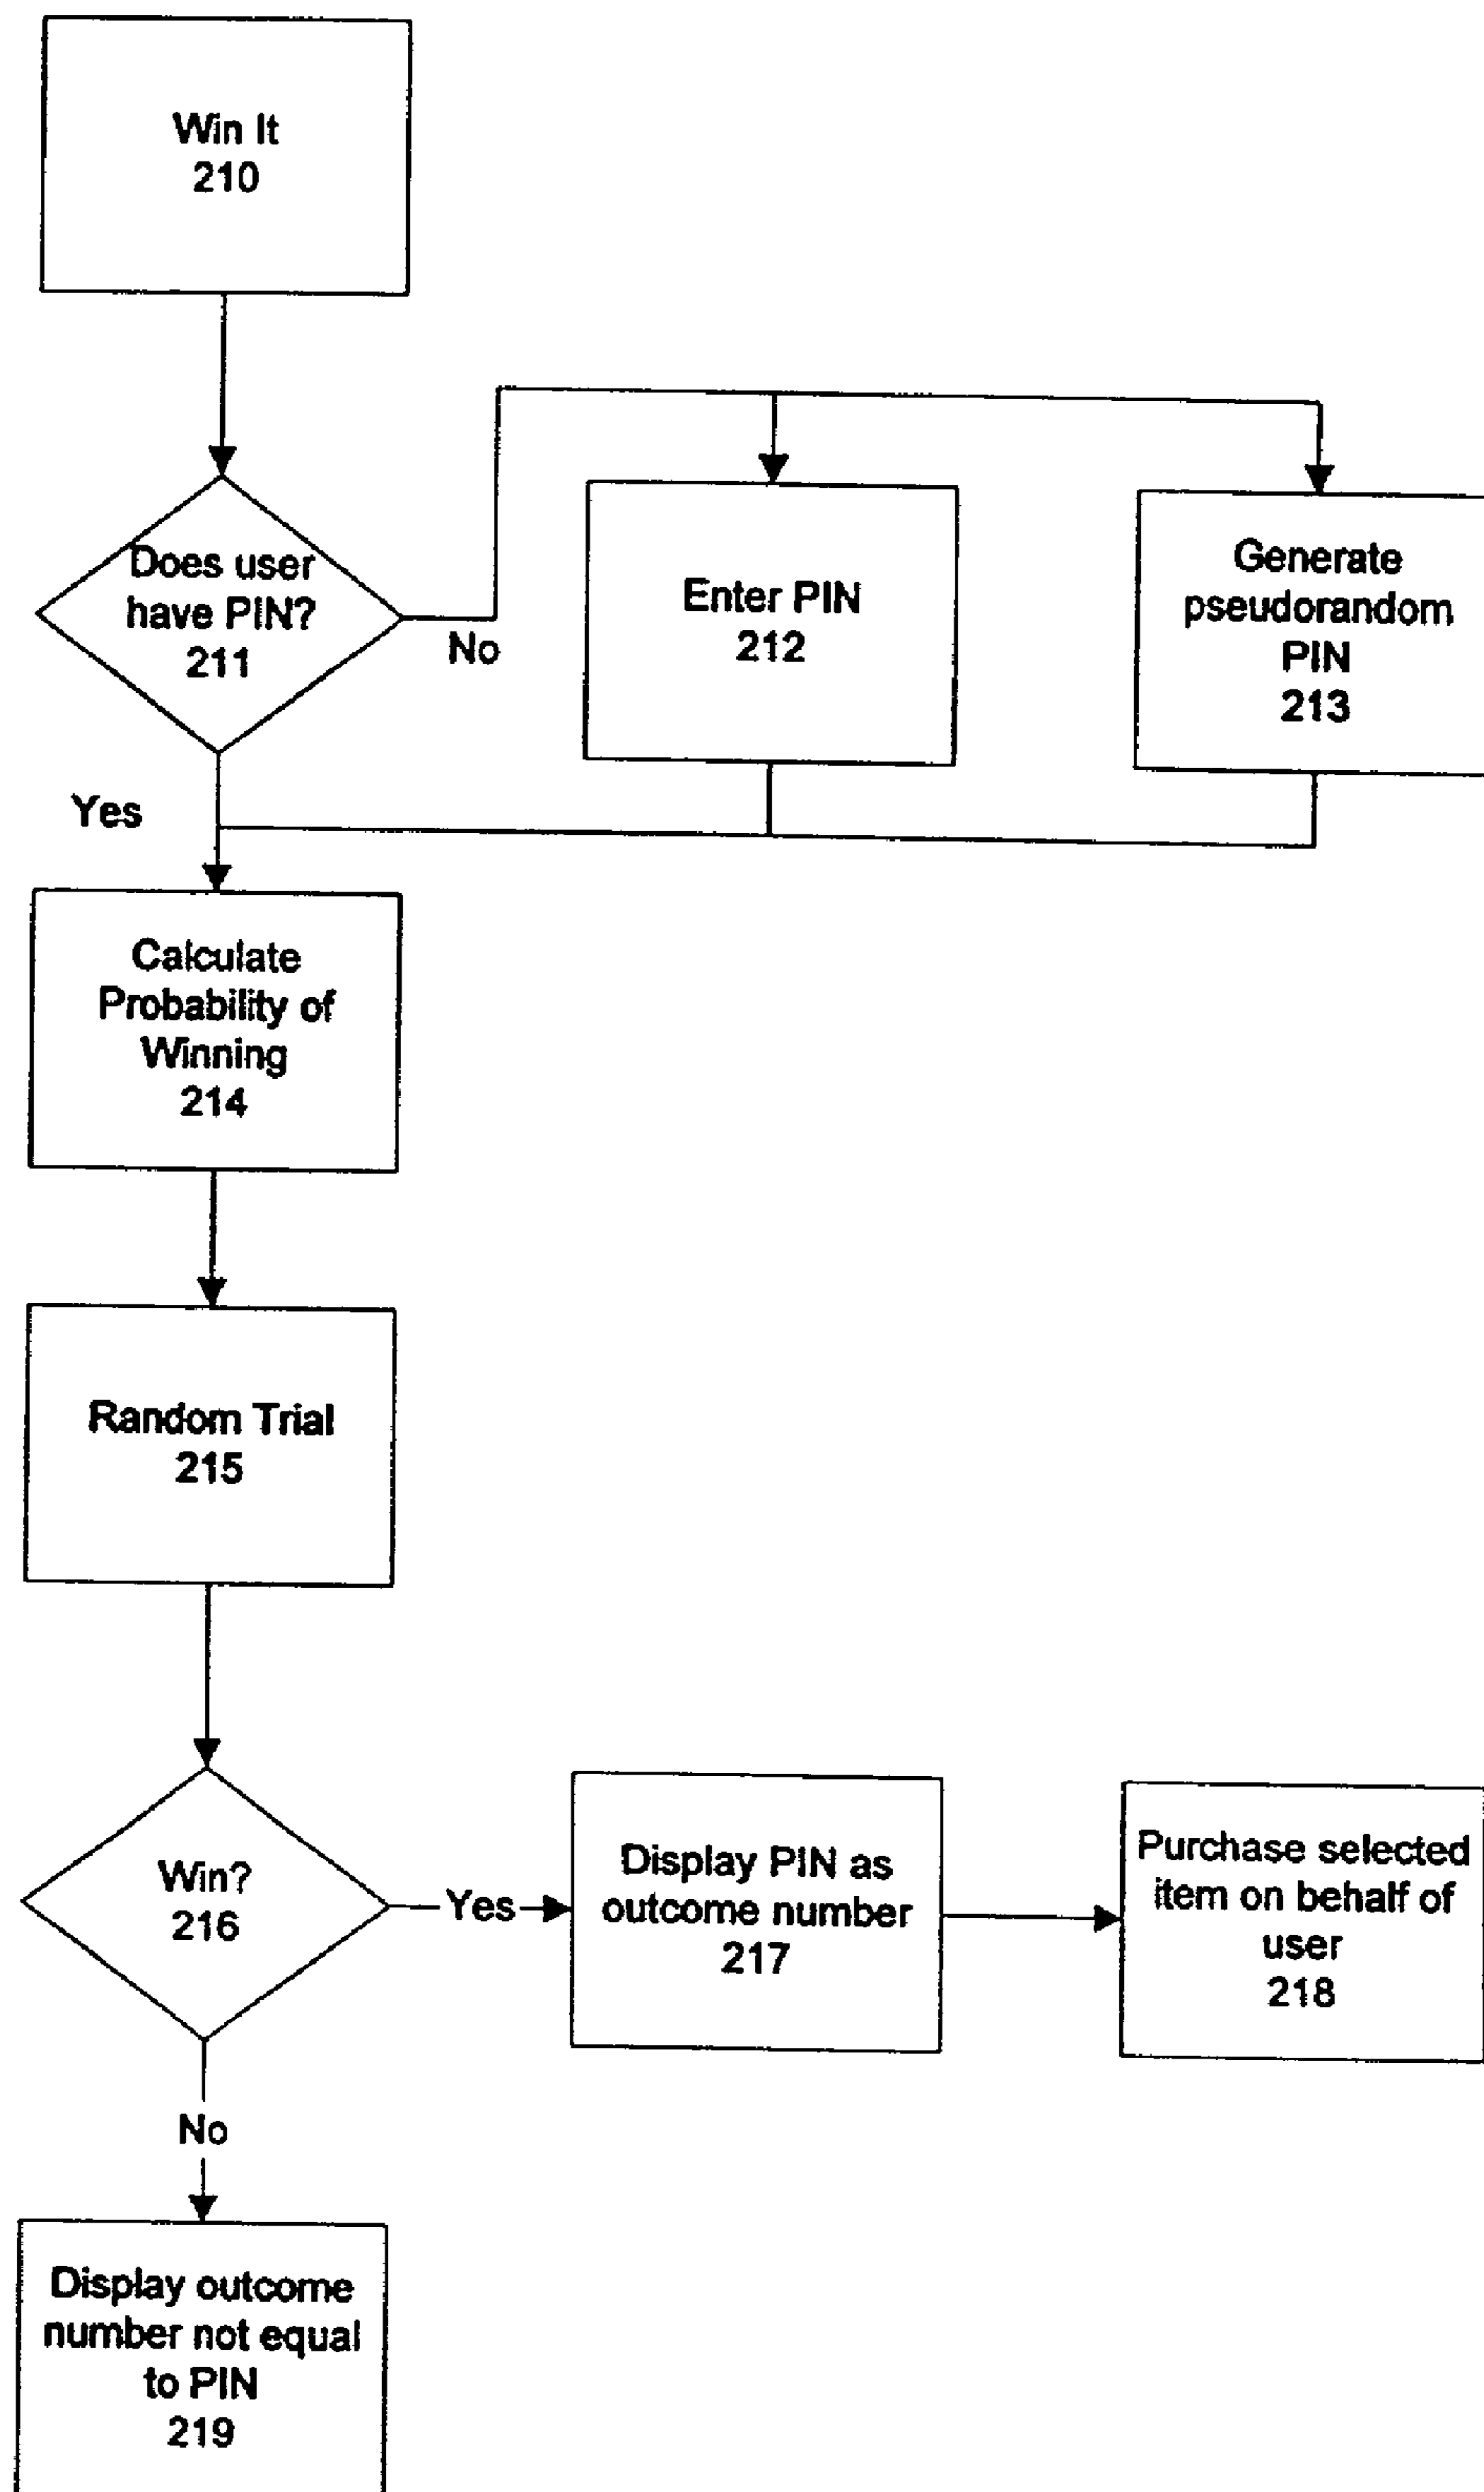 Win It
210
Does user
have PIN?
211
No
Enter PIN
212
Generate
pseudorandom
PIN
213
Yes
Calculate
Probability of
Winning
214
Random Trial
215
Win?
216
Yes
Display PIN as
outcome number
217
Purchase selected
item on behalf of
user
218
No
Display outcome
number not equal
to PIN
219